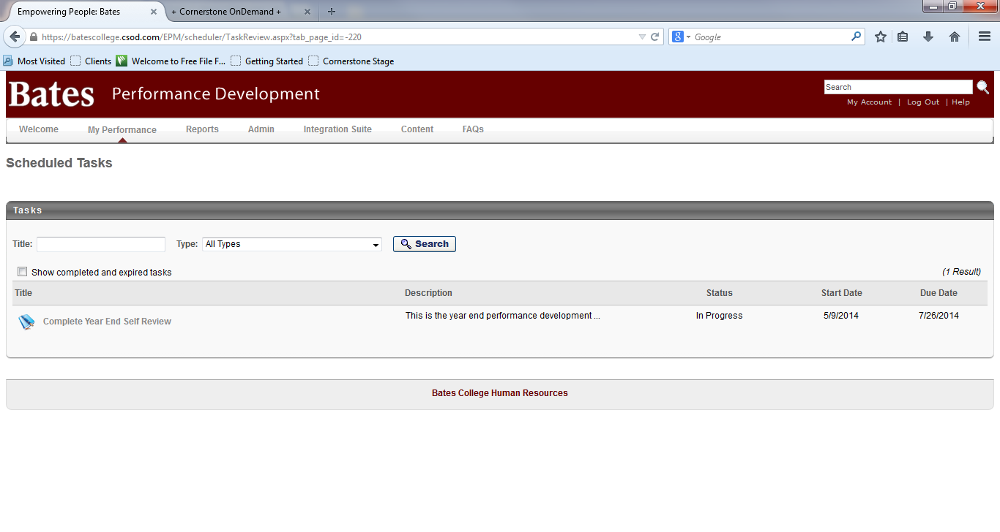 Empowering People: Bates
+ Cornerstone OnDemand +
https://batescollege.csod.com/EPM/scheduler/TaskReview.aspx?tab_page_id=-220
Google
Most Visited Clients Welcome to Free File F... Getting Started Cornerstone Stage
Bates Performance Development
Search
My Account | Log Out | Help
Welcome My Performance Reports Admin Integration Suite Content FAQs
Scheduled Tasks
Tasks
Title: Type: All Types Search
Show completed and expired tasks (1 Result)
Title Description Status Start Date Due Date
Complete Year End Self Review This is the year end performance development ... In Progress 5/9/2014 7/26/2014
Bates College Human Resources